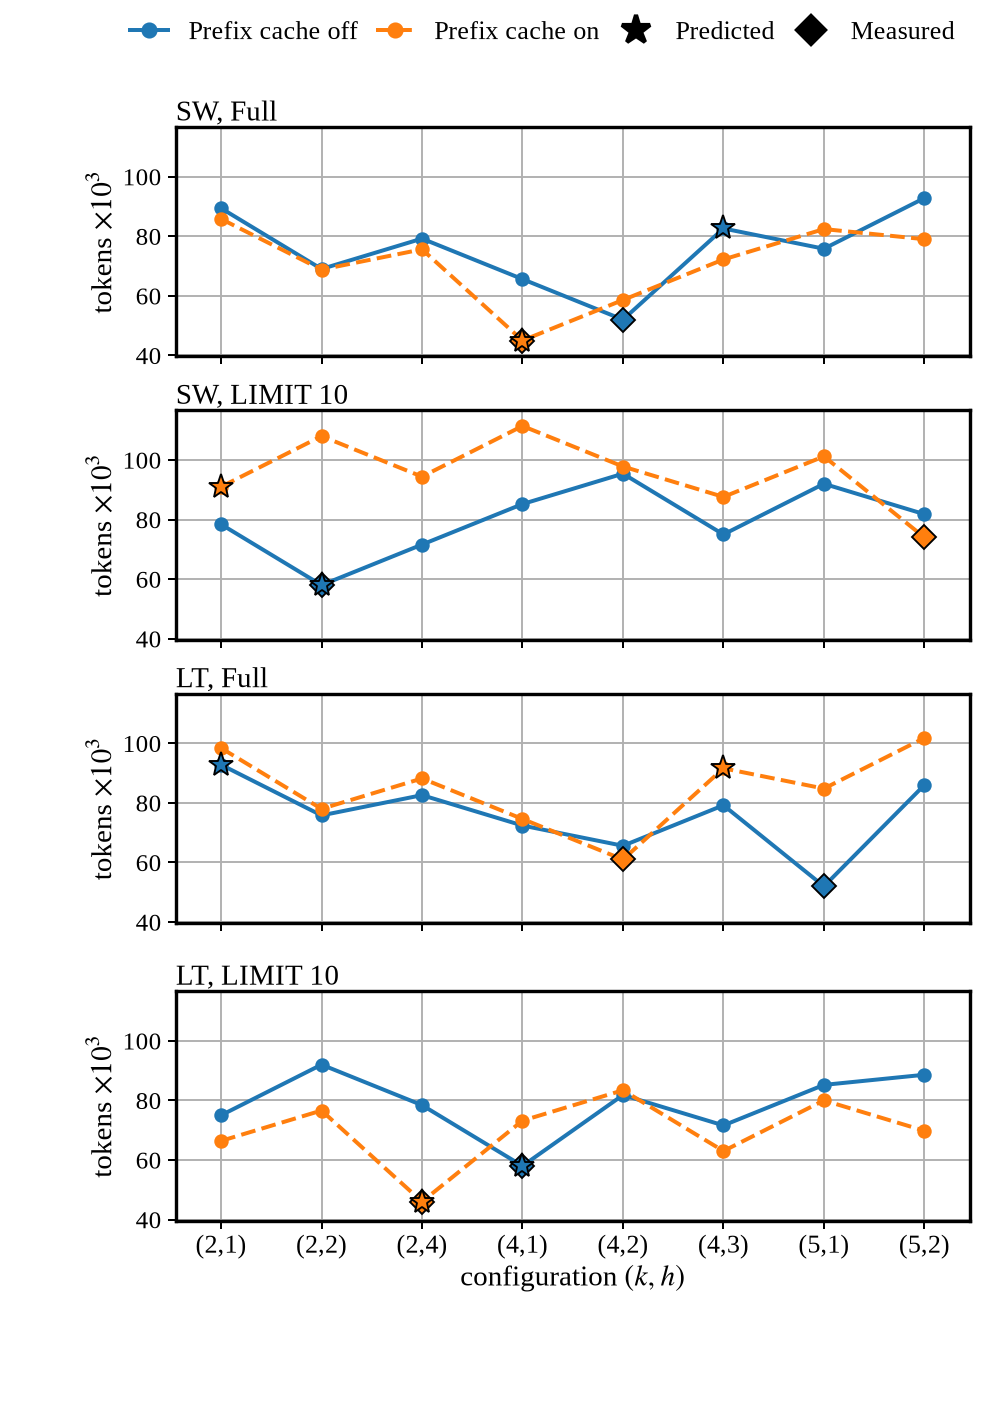 Prefix cache off Prefix cache on Predicted Measured
SW, Full
tokens ×10³
100
80
60
40
SW, LIMIT 10
tokens ×10³
100
80
60
40
LT, Full
tokens ×10³
100
80
60
40
LT, LIMIT 10
tokens ×10³
100
80
60
40
(2,1) (2,2) (2,4) (4,1) (4,2) (4,3) (5,1) (5,2)
configuration (k, h)